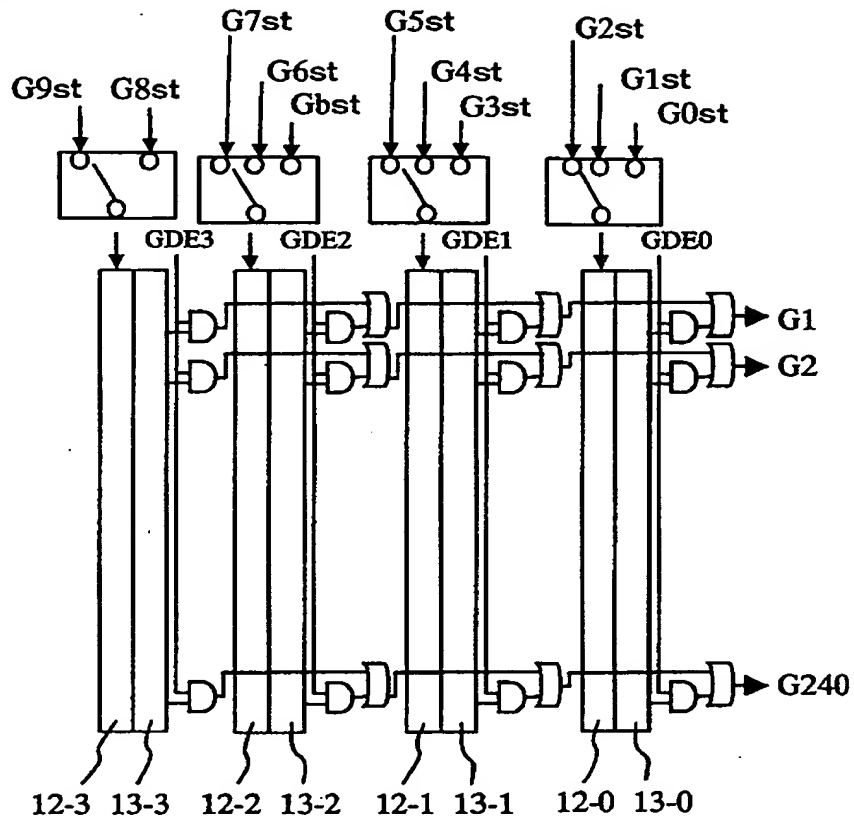 G7st G5st G2st
G9st G8st G6st G4st G1st
Gbst G3st G0st
GDE3 GDE2 GDE1 GDE0
G1
G2
G240
12-3 13-3 12-2 13-2 12-1 13-1 12-0 13-0